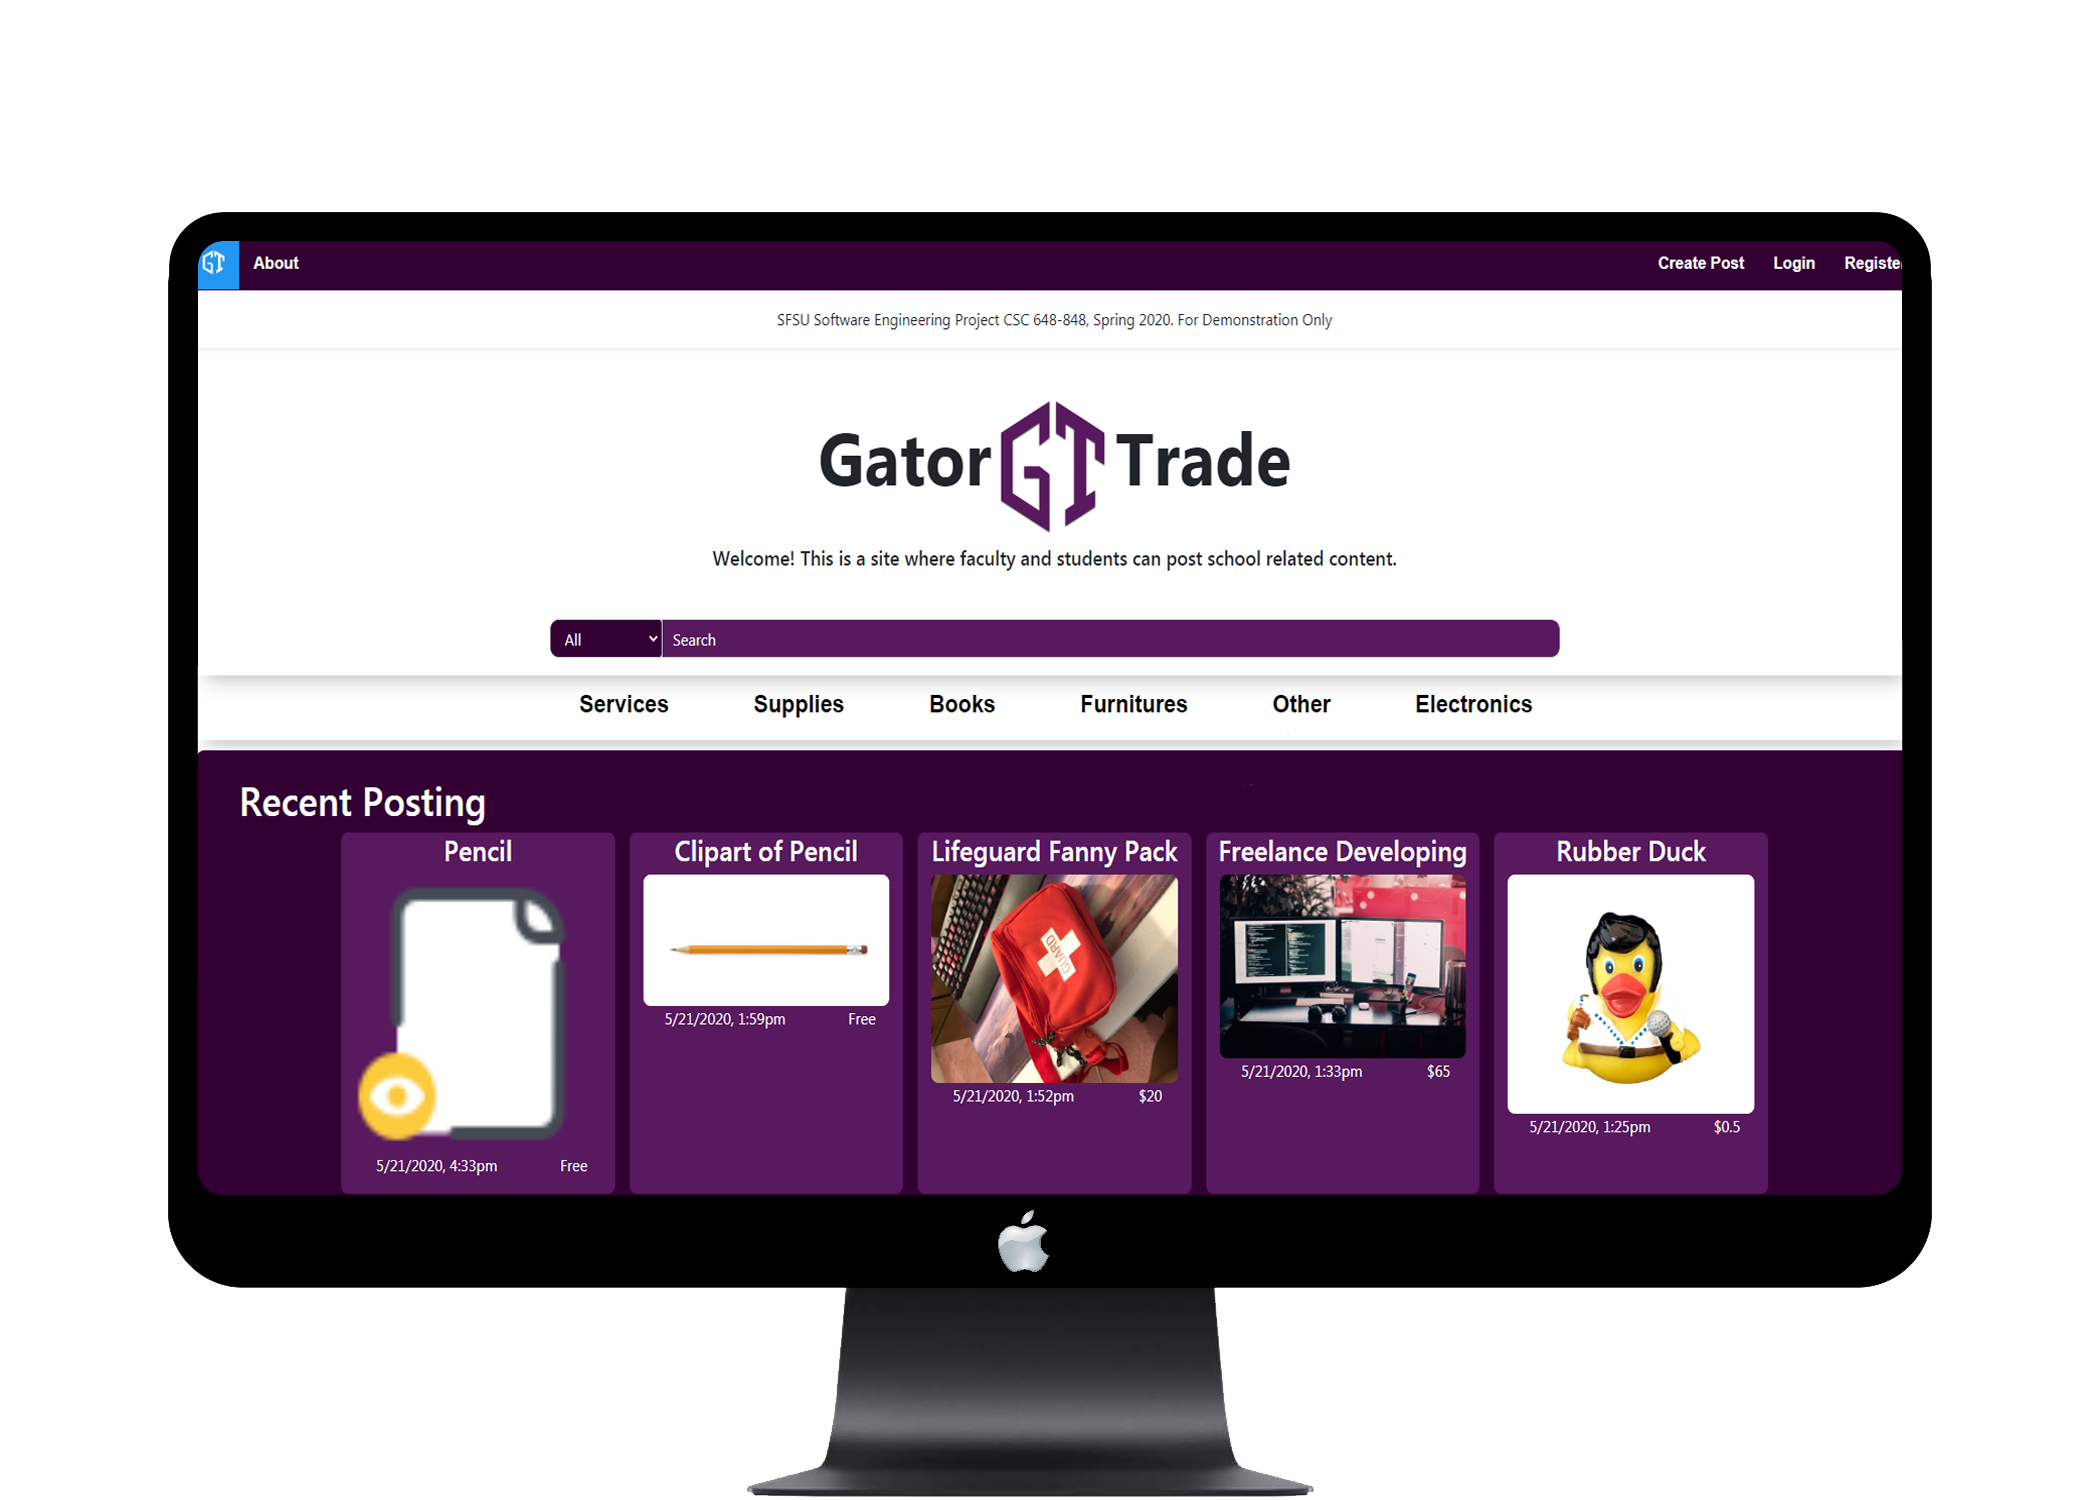 GT About Create Post Login Registe
SFSU Software Engineering Project CSC 648-848, Spring 2020. For Demonstration Only
Gator GT Trade
Welcome! This is a site where faculty and students can post school related content.
All Search
Services Supplies Books Furnitures Other Electronics
Recent Posting
Pencil
5/21/2020, 4:33pm Free
Clipart of Pencil
5/21/2020, 1:59pm Free
Lifeguard Fanny Pack
GUARD
5/21/2020, 1:52pm $20
Freelance Developing
5/21/2020, 1:33pm $65
Rubber Duck
5/21/2020, 1:25pm $0.5